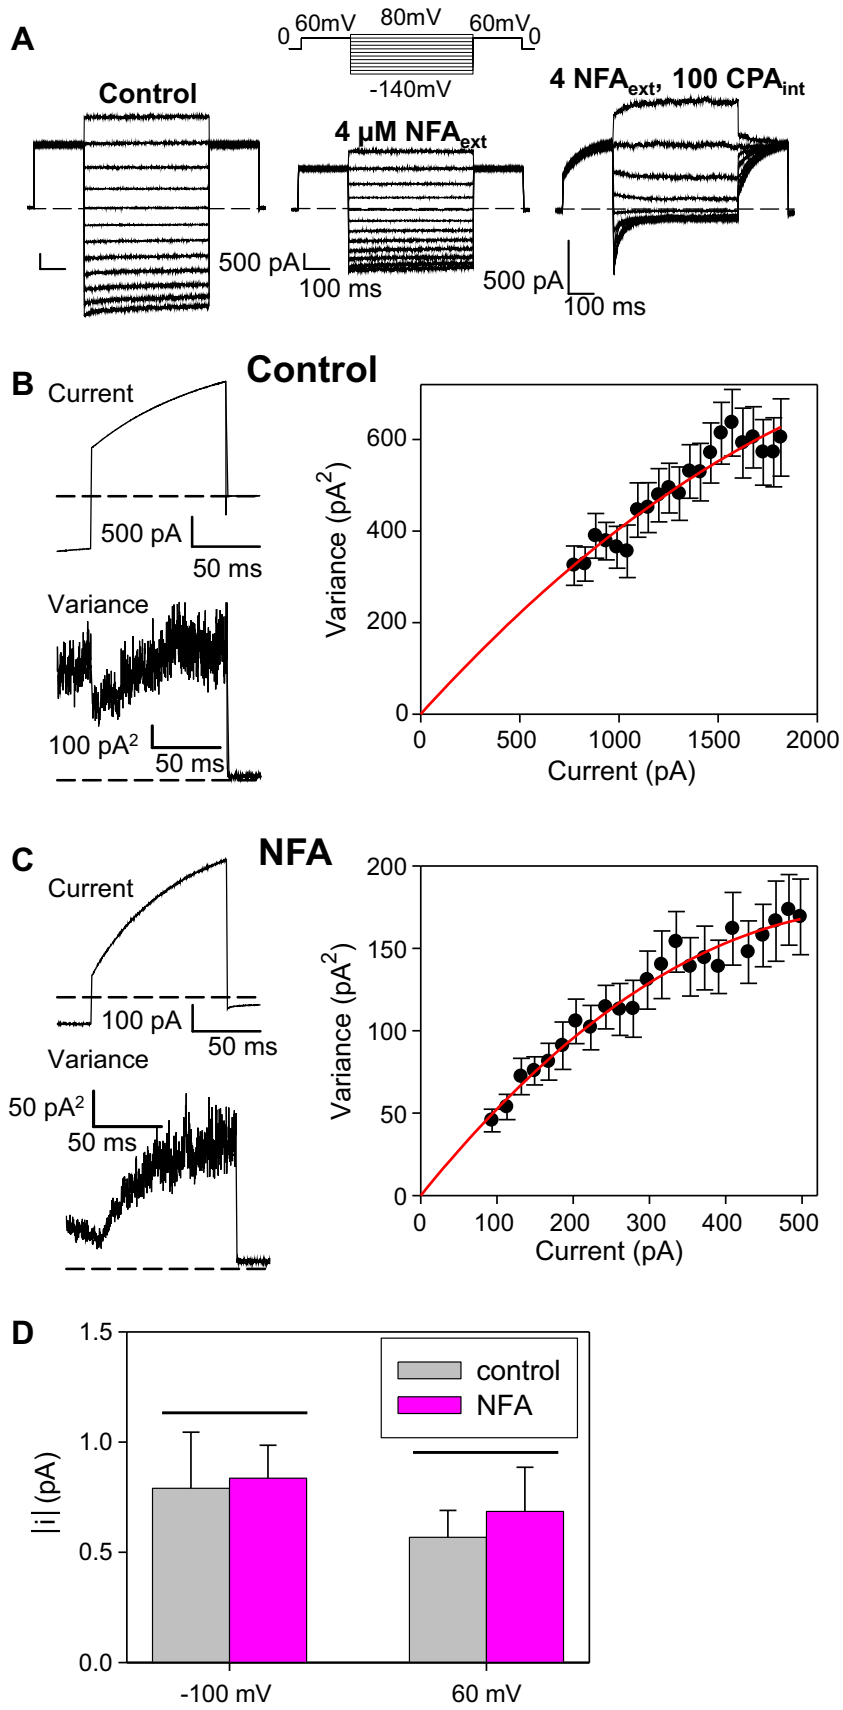 A
0 60mV 80mV 60mV 0
-140mV
Control
4 µM NFAext
4 NFAext, 100 CPAint
500 pA
100 ms
500 pA
100 ms
B
Control
Current
500 pA
50 ms
Variance
100 pA2
50 ms
Variance (pA2)
600
400
200
0
0 500 1000 1500 2000
Current (pA)
C
NFA
Current
100 pA
50 ms
Variance
50 pA2
50 ms
Variance (pA2)
200
150
100
50
0
0 100 200 300 400 500
Current (pA)
D
|i| (pA)
1.5
1.0
0.5
0.0
control
NFA
-100 mV 60 mV